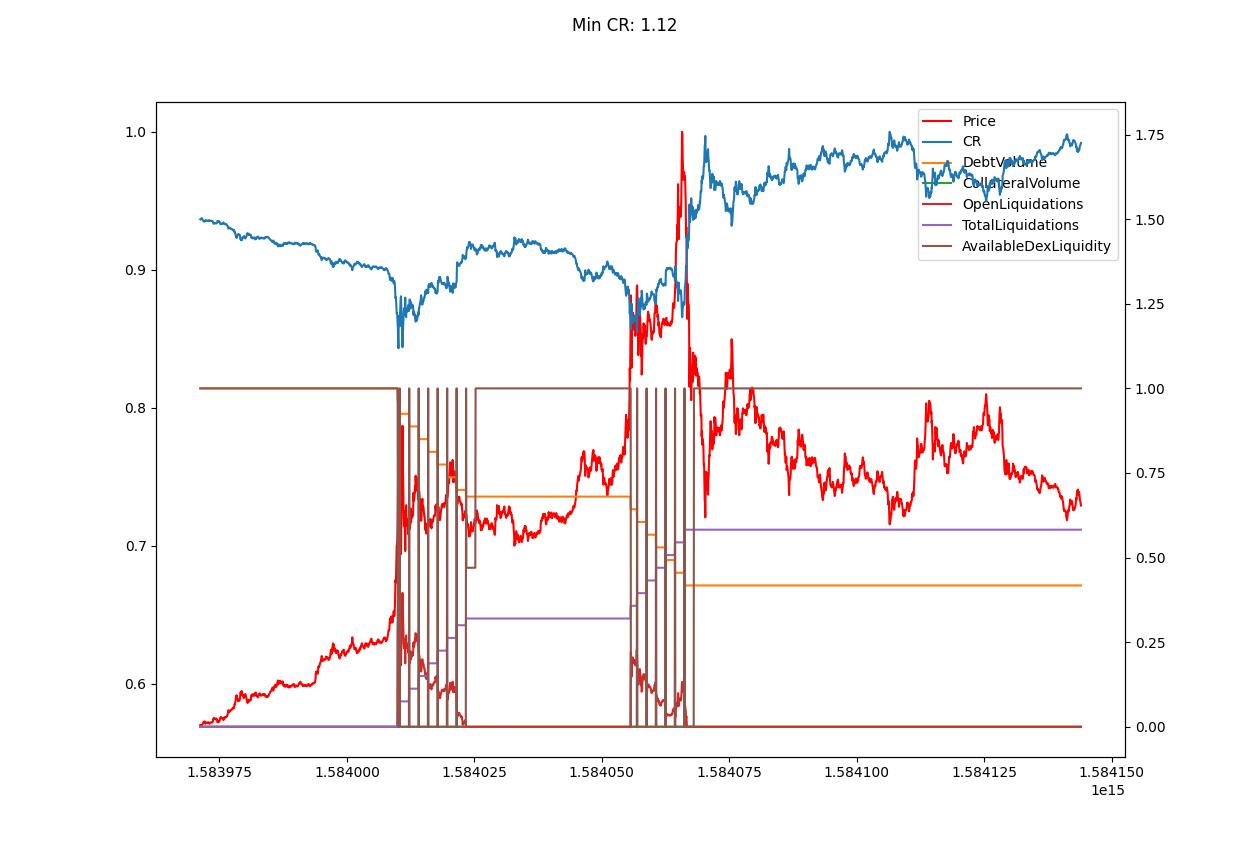 Min CR: 1.12
1.0
0.9
0.8
0.7
0.6
1.75
1.50
1.25
1.00
0.75
0.50
0.25
0.00
Price
CR
DebtVolume
CollateralVolume
OpenLiquidations
TotalLiquidations
AvailableDexLiquidity
1.583975 1.584000 1.584025 1.584050 1.584075 1.584100 1.584125 1.584150
1e15